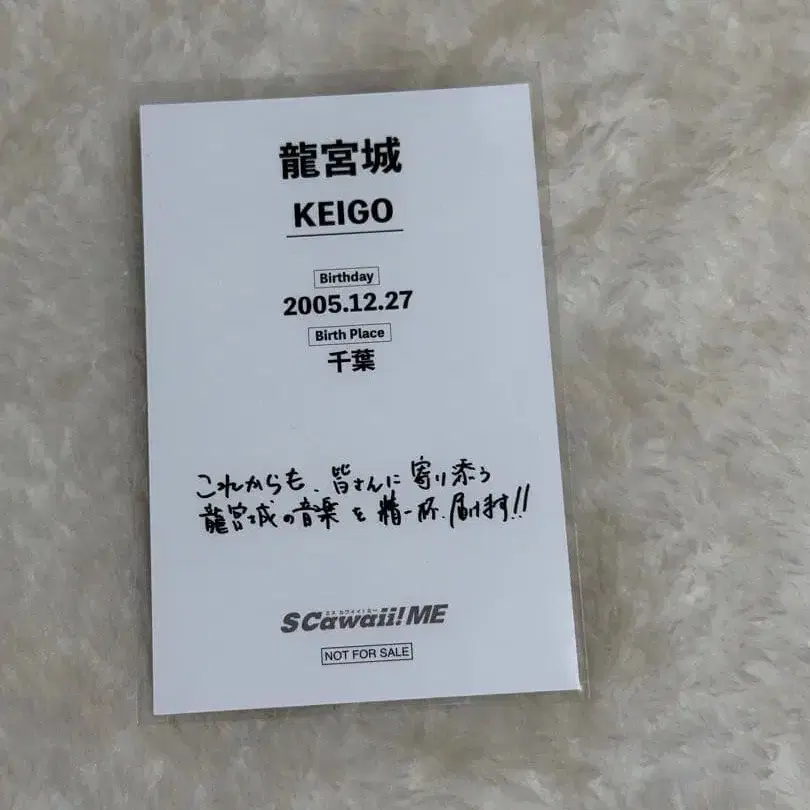 龍宮城
KEIGO
Birthday
2005.12.27
Birth Place
千葉
これからも、皆さんに寄り添う
龍宮城の音楽を精一杯、届けます!!
S Cawaii! ME
NOT FOR SALE